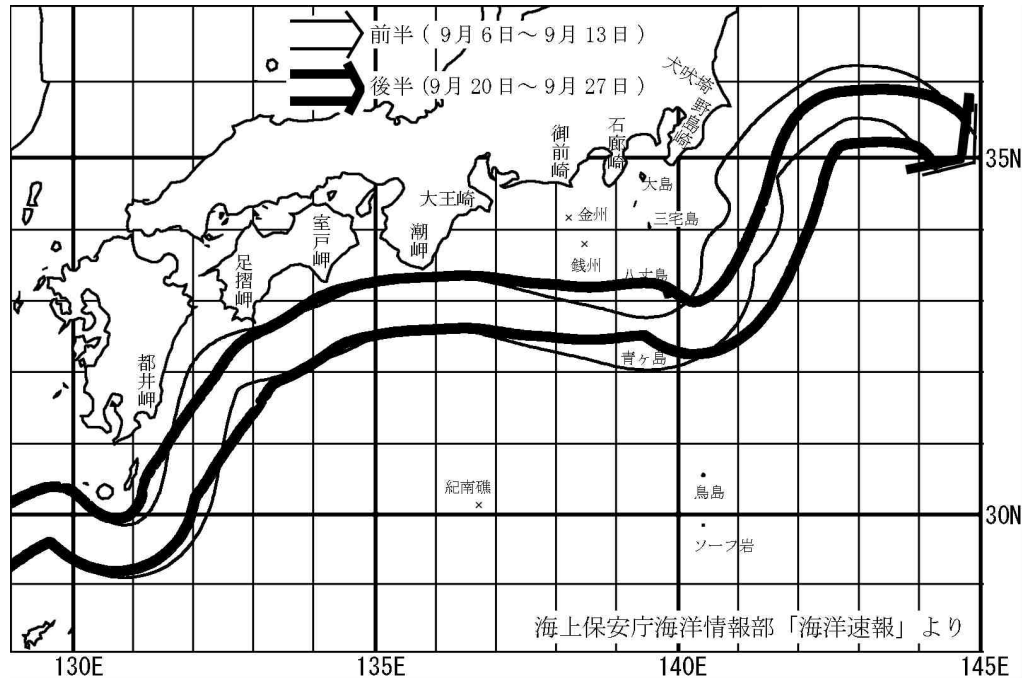 前半 ( 9月6日～9月13日 )
後半 (9月20日～9月27日 )
犬吠埼
野島崎
石廊崎
御前崎
大島
大王崎
金州
三宅島
室戸岬
潮岬
足摺岬
銭州
八丈島
青ヶ島
都井岬
紀南礁
鳥島
ソーフ岩
35N
30N
海上保安庁海洋情報部「海洋速報」より
130E
135E
140E
145E